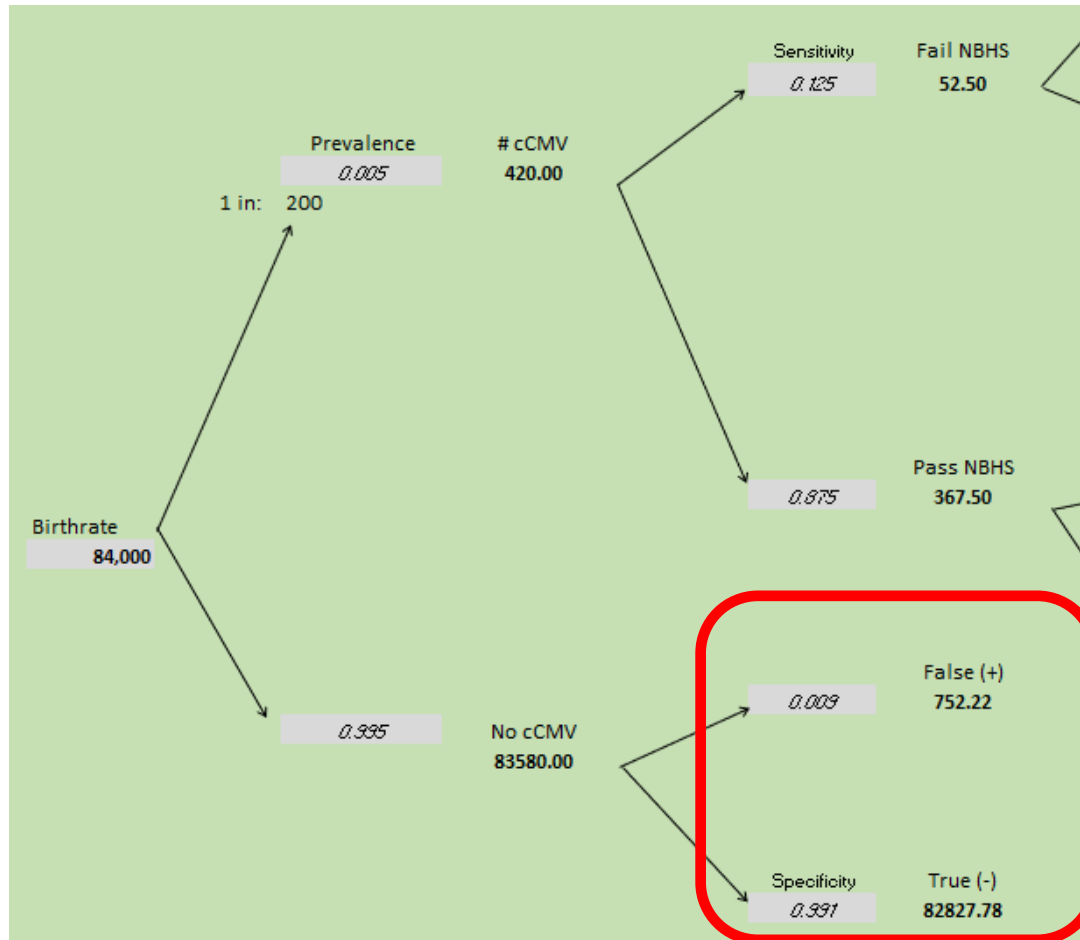 Sensitivity Fail NBHS
0.125 52.50
Prevalence # cCMV
0.005 420.00
1 in: 200
Pass NBHS
0.875 367.50
Birthrate
84,000
False (+)
0.009 752.22
0.995 No cCMV
83580.00
Specificity True (-)
0.991 82827.78